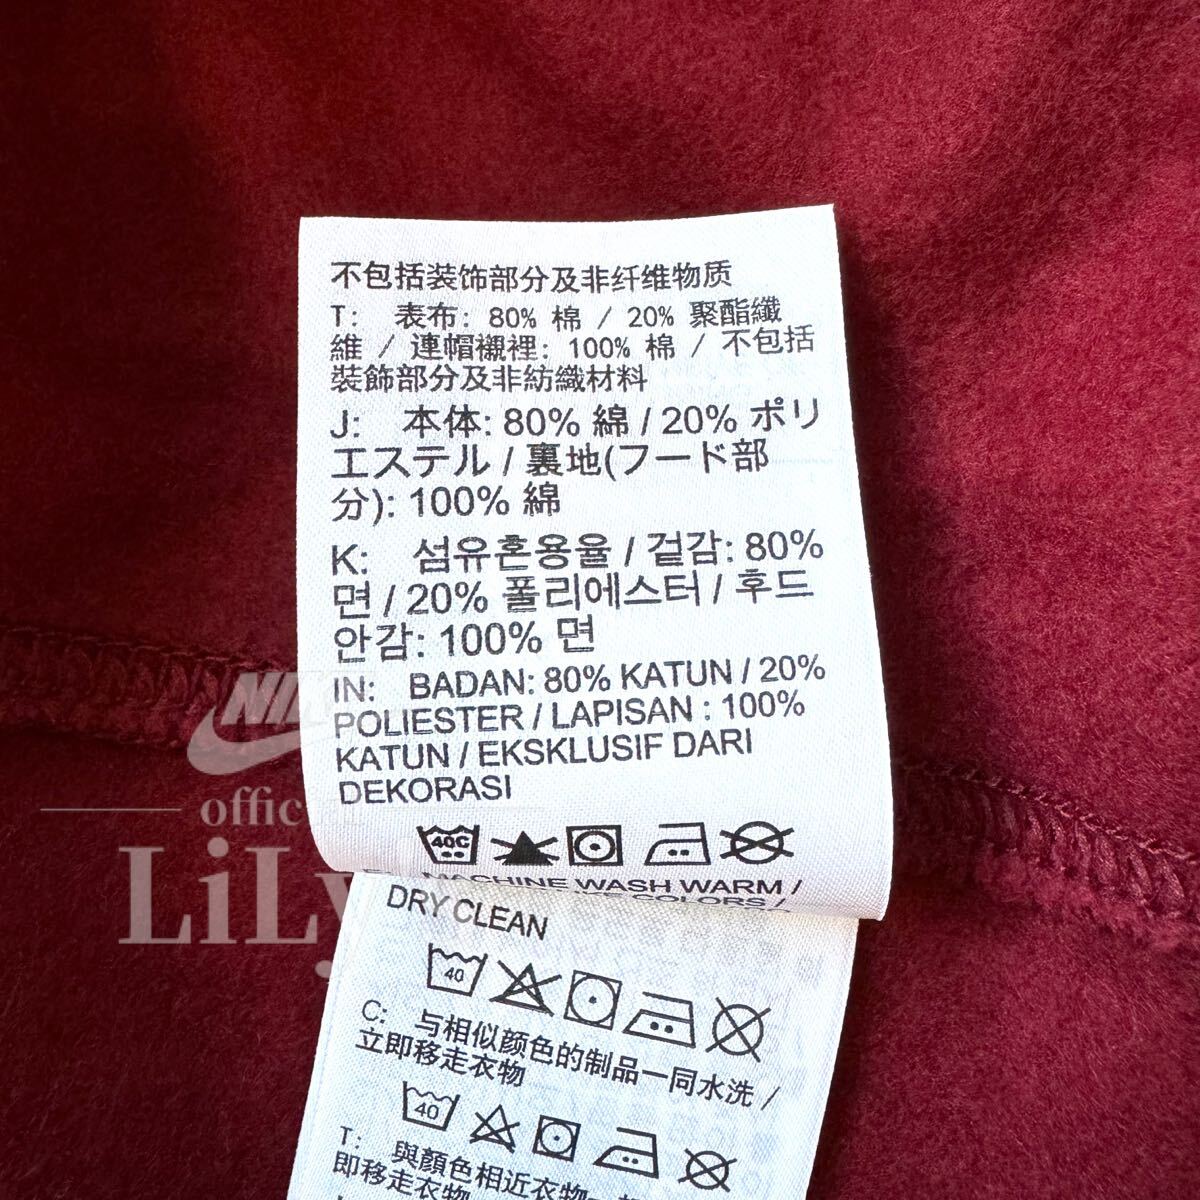 不包括装饰部分及非纤维物质
T: 表布: 80% 棉 / 20% 聚酯纖
維 / 連帽襯裡: 100% 棉 / 不包括
裝飾部分及非紡織材料
J: 本体: 80% 綿 / 20% ポリ
エステル / 裏地(フード部
分): 100% 綿
K: 섬유혼용율 / 겉감: 80%
면 / 20% 폴리에스터 / 후드
안감: 100% 면
IN: BADAN: 80% KATUN / 20%
POLIESTER / LAPISAN : 100%
KATUN / EKSKLUSIF DARI
DEKORASI
40C
MACHINE WASH WARM /
COLORS /
DRY CLEAN
40
C: 与相似颜色的制品一同水洗 /
立即移走衣物
40
T: 與顏色相近衣物一
即移走衣物
NIKE
LiLy